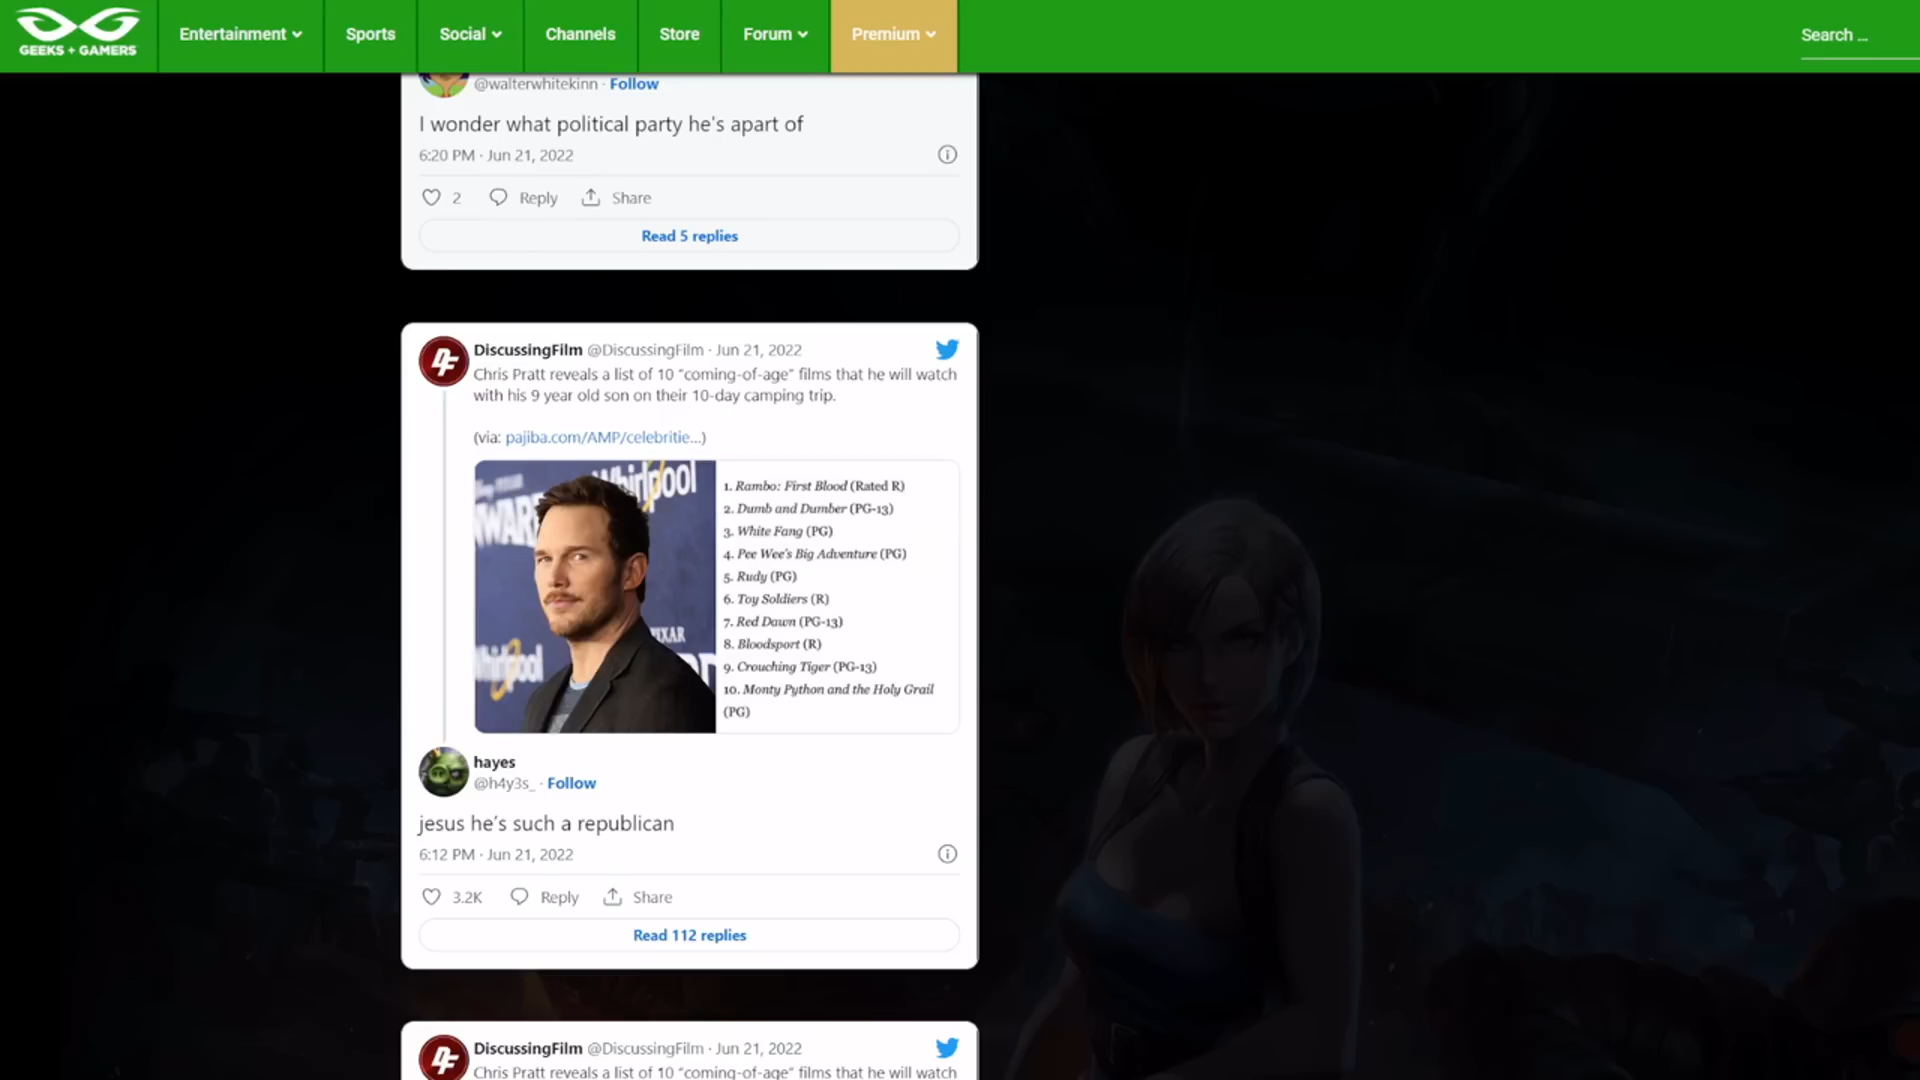 GEEKS + GAMERS
Entertainment
Sports
Social
Channels
Store
Forum
Premium
Search ...
@walterwhitekinn · Follow
I wonder what political party he's apart of
6:20 PM · Jun 21, 2022
2
Reply
Share
Read 5 replies
DiscussingFilm @DiscussingFilm · Jun 21, 2022
Chris Pratt reveals a list of 10 “coming-of-age” films that he will watch
with his 9 year old son on their 10-day camping trip.
(via: pajiba.com/AMP/celebritie...)
Whirlpool
WARD
PIXAR
Whirlpool
1. Rambo: First Blood (Rated R)
2. Dumb and Dumber (PG-13)
3. White Fang (PG)
4. Pee Wee's Big Adventure (PG)
5. Rudy (PG)
6. Toy Soldiers (R)
7. Red Dawn (PG-13)
8. Bloodsport (R)
9. Crouching Tiger (PG-13)
10. Monty Python and the Holy Grail
(PG)
hayes
@h4y3s_ · Follow
jesus he’s such a republican
6:12 PM · Jun 21, 2022
3.2K
Reply
Share
Read 112 replies
DiscussingFilm @DiscussingFilm · Jun 21, 2022
Chris Pratt reveals a list of 10 “coming-of-age” films that he will watch